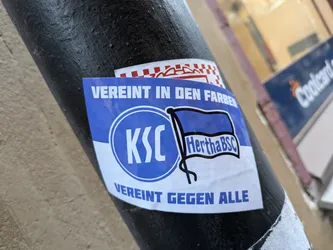 VEREINT IN DEN FARBEN
KSC
Hertha BSC
VEREINT GEGEN ALLE